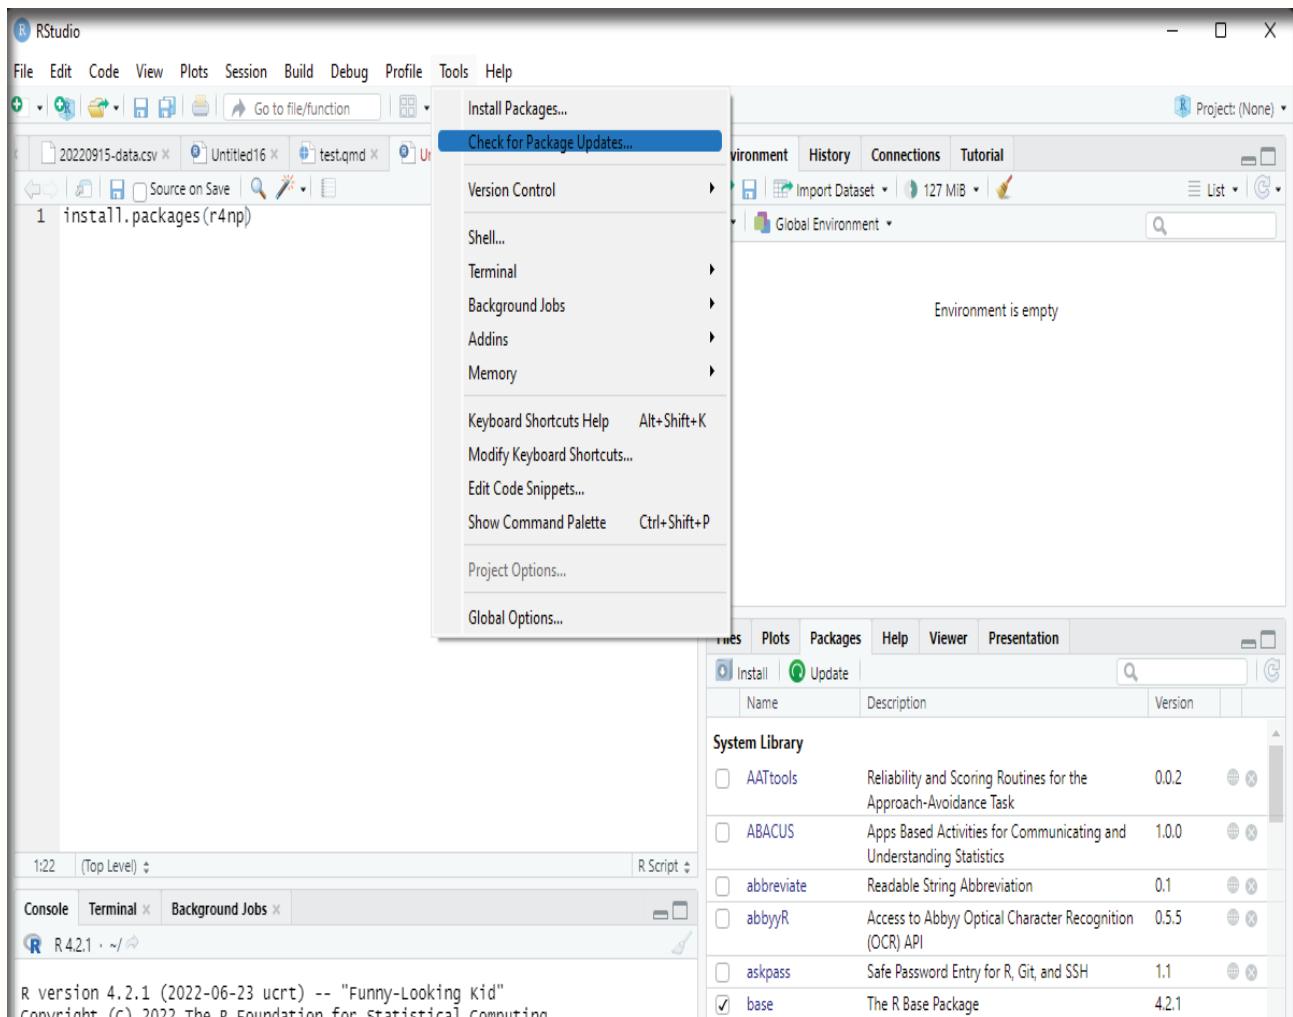 RStudio
File Edit Code View Plots Session Build Debug Profile Tools Help
Go to file/function
Project: (None)
Install Packages...
Check for Package Updates...
Version Control
Shell...
Terminal
Background Jobs
Addins
Memory
Keyboard Shortcuts Help Alt+Shift+K
Modify Keyboard Shortcuts...
Edit Code Snippets...
Show Command Palette Ctrl+Shift+P
Project Options...
Global Options...
20220915-data.csv Untitled16 test.qmd
Source on Save
1 install.packages(r4np)
1:22 (Top Level) R Script
Console Terminal Background Jobs
R 4.2.1 · ~/
R version 4.2.1 (2022-06-23 ucrt) -- "Funny-Looking Kid"
Copyright (C) 2022 The R Foundation for Statistical Computing
vironment History Connections Tutorial
Import Dataset 127 MiB List
Global Environment
Environment is empty
Files Plots Packages Help Viewer Presentation
Install Update
Name Description Version
System Library
AATtools Reliability and Scoring Routines for the 0.0.2
Approach-Avoidance Task
ABACUS Apps Based Activities for Communicating and 1.0.0
Understanding Statistics
abbreviate Readable String Abbreviation 0.1
abbyyR Access to Abbyy Optical Character Recognition 0.5.5
(OCR) API
askpass Safe Password Entry for R, Git, and SSH 1.1
base The R Base Package 4.2.1